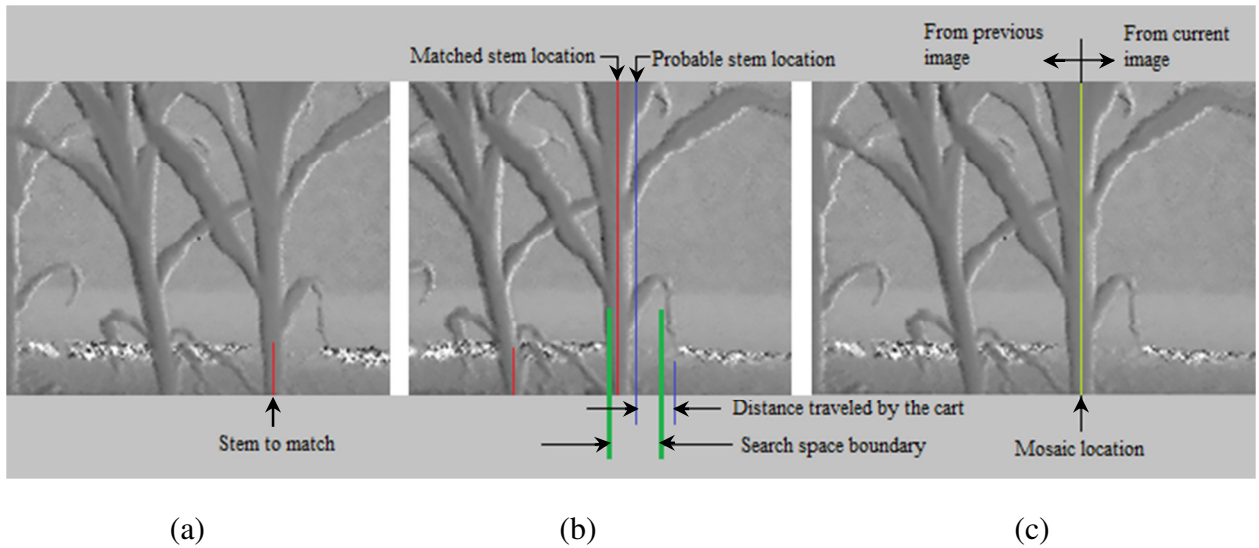 From previous
image
From current
image
Matched stem location
Probable stem location
Distance traveled by the cart
Stem to match
Search space boundary
Mosaic location
(a)
(b)
(c)